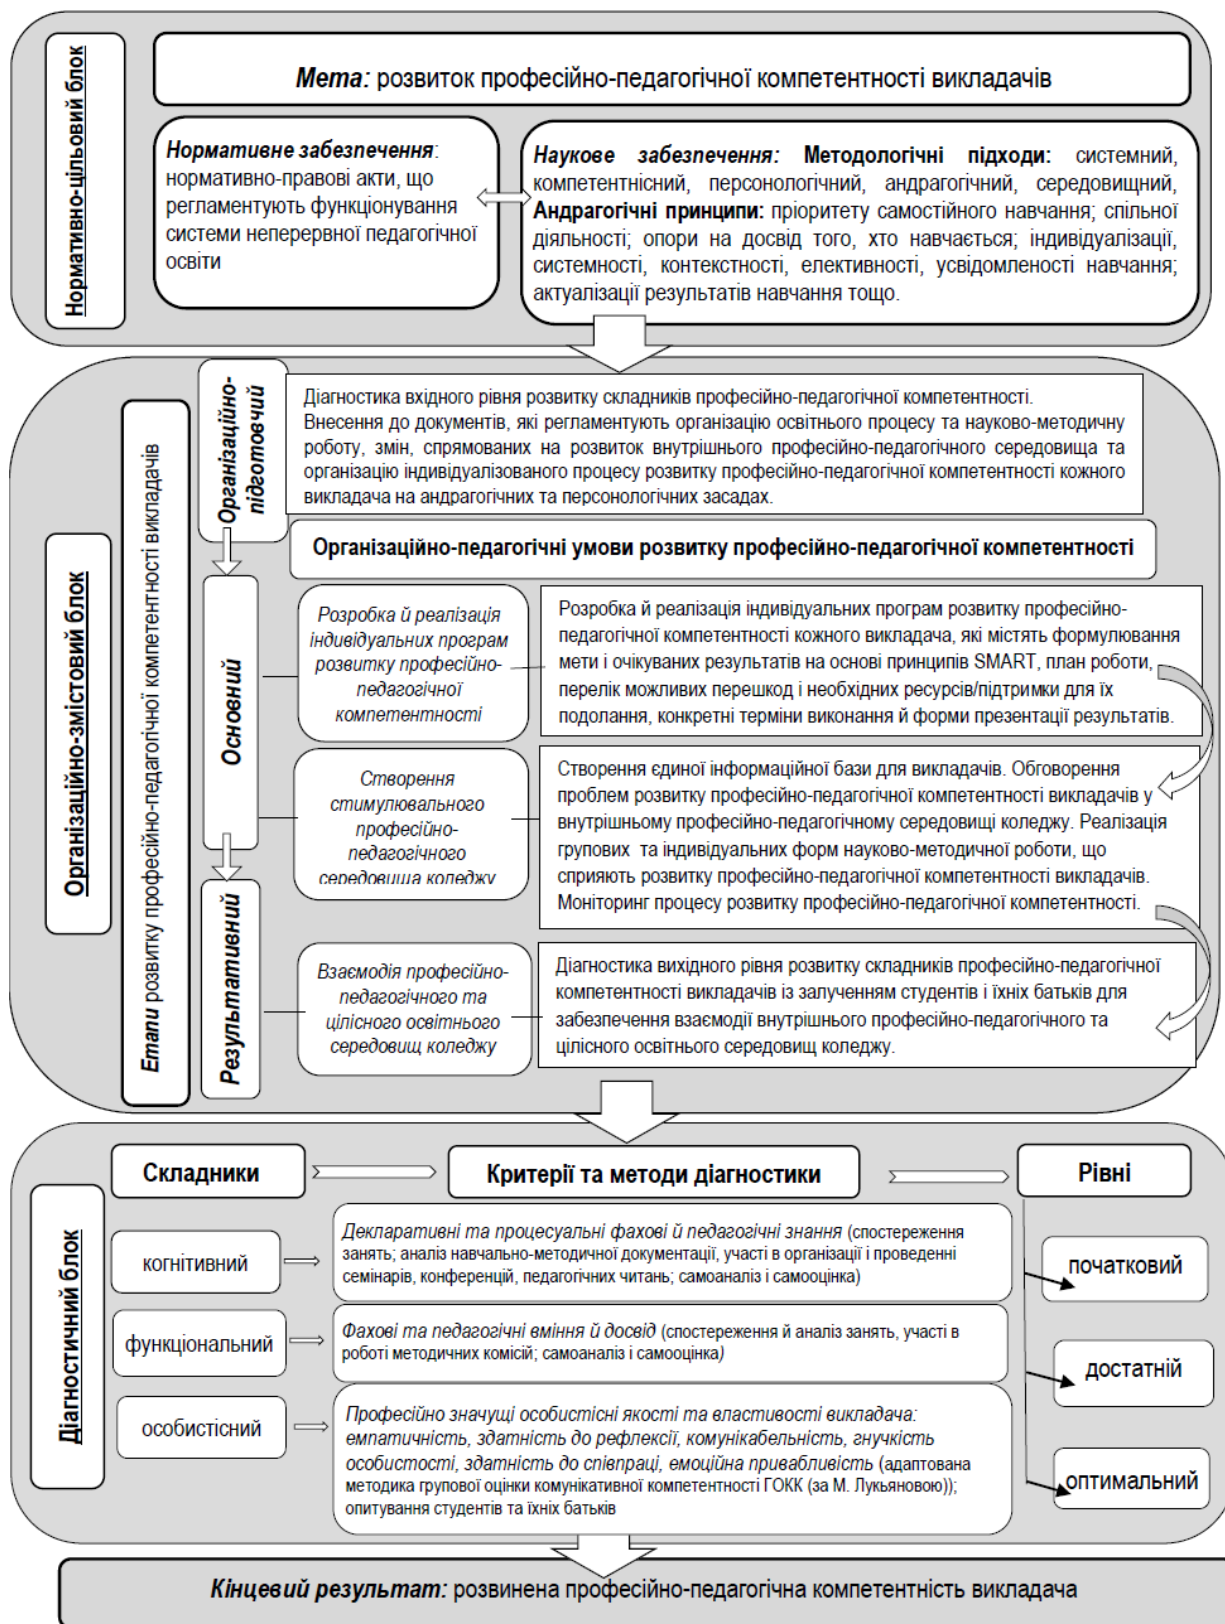 Нормативно-цільовий блок
Мета: розвиток професійно-педагогічної компетентності викладачів
Нормативне забезпечення:
нормативно-правові акти, що
регламентують функціонування
системи неперервної педагогічної
освіти
Наукове забезпечення: Методологічні підходи: системний,
компетентнісний, персонологічний, андрагогічний, середовищний,
Андрагогічні принципи: пріоритету самостійного навчання; спільної
діяльності; опори на досвід того, хто навчається; індивідуалізації,
системності, контекстності, елективності, усвідомленості навчання;
актуалізації результатів навчання тощо.
Організаційно-змістовий блок
Етапи розвитку професійно-педагогічної компетентності викладачів
Організаційно-
підготовчий
Діагностика вхідного рівня розвитку складників професійно-педагогічної компетентності.
Внесення до документів, які регламентують організацію освітнього процесу та науково-методичну
роботу, змін, спрямованих на розвиток внутрішнього професійно-педагогічного середовища та
організацію індивідуалізованого процесу розвитку професійно-педагогічної компетентності кожного
викладача на андрагогічних та персонологічних засадах.
Організаційно-педагогічні умови розвитку професійно-педагогічної компетентності
Основний
Розробка й реалізація
індивідуальних програм
розвитку професійно-
педагогічної
компетентності
Розробка й реалізація індивідуальних програм розвитку професійно-
педагогічної компетентності кожного викладача, які містять формулювання
мети і очікуваних результатів на основі принципів SMART, план роботи,
перелік можливих перешкод і необхідних ресурсів/підтримки для їх
подолання, конкретні терміни виконання й форми презентації результатів.
Створення
стимулювального
професійно-
педагогічного
середовища коледжу
Створення єдиної інформаційної бази для викладачів. Обговорення
проблем розвитку професійно-педагогічної компетентності викладачів у
внутрішньому професійно-педагогічному середовищі коледжу. Реалізація
групових та індивідуальних форм науково-методичної роботи, що
сприяють розвитку професійно-педагогічної компетентності викладачів.
Моніторинг процесу розвитку професійно-педагогічної компетентності.
Результативний
Взаємодія професійно-
педагогічного та
цілісного освітнього
середовищ коледжу
Діагностика вихідного рівня розвитку складників професійно-педагогічної
компетентності викладачів із залученням студентів і їхніх батьків для
забезпечення взаємодії внутрішнього професійно-педагогічного та
цілісного освітнього середовищ коледжу.
Діагностичний блок
Складники
Критерії та методи діагностики
Рівні
когнітивний
Декларативні та процесуальні фахові й педагогічні знання (спостереження
занять; аналіз навчально-методичної документації, участі в організації і проведенні
семінарів, конференцій, педагогічних читань; самоаналіз і самооцінка)
початковий
функціональний
Фахові та педагогічні вміння й досвід (спостереження й аналіз занять, участі в
роботі методичних комісій; самоаналіз і самооцінка)
достатній
особистісний
Професійно значущі особистісні якості та властивості викладача:
емпатичність, здатність до рефлексії, комунікабельність, гнучкість
особистості, здатність до співпраці, емоційна привабливість (адаптована
методика групової оцінки комунікативної компетентності ГОКК (за М. Лукьяновою));
опитування студентів та їхніх батьків
оптимальний
Кінцевий результат: розвинена професійно-педагогічна компетентність викладача